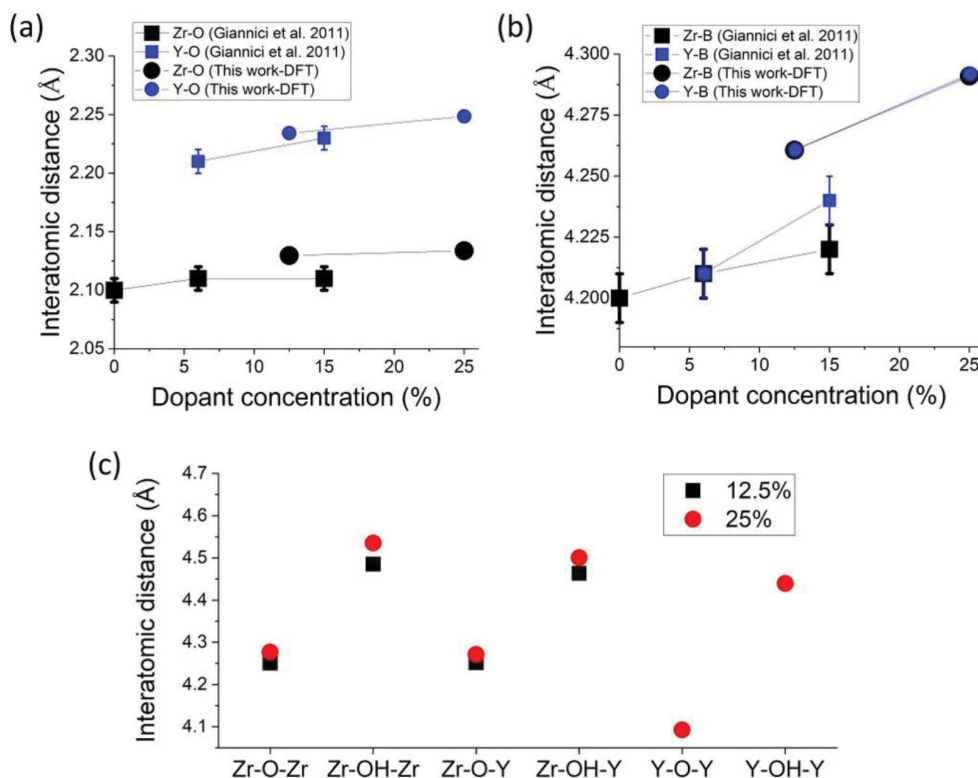 (a)
Zr-O (Giannici et al. 2011)
Y-O (Giannici et al. 2011)
Zr-O (This work-DFT)
Y-O (This work-DFT)
2.30
2.25
2.20
2.15
2.10
2.05
Interatomic distance (Å)
0 5 10 15 20 25
Dopant concentration (%)
(b)
Zr-B (Giannici et al. 2011)
Y-B (Giannici et al. 2011)
Zr-B (This work-DFT)
Y-B (This work-DFT)
4.300
4.275
4.250
4.225
4.200
Interatomic distance (Å)
0 5 10 15 20 25
Dopant concentration (%)
(c)
12.5%
25%
4.7
4.6
4.5
4.4
4.3
4.2
4.1
Interatomic distance (Å)
Zr-O-Zr Zr-OH-Zr Zr-O-Y Zr-OH-Y Y-O-Y Y-OH-Y